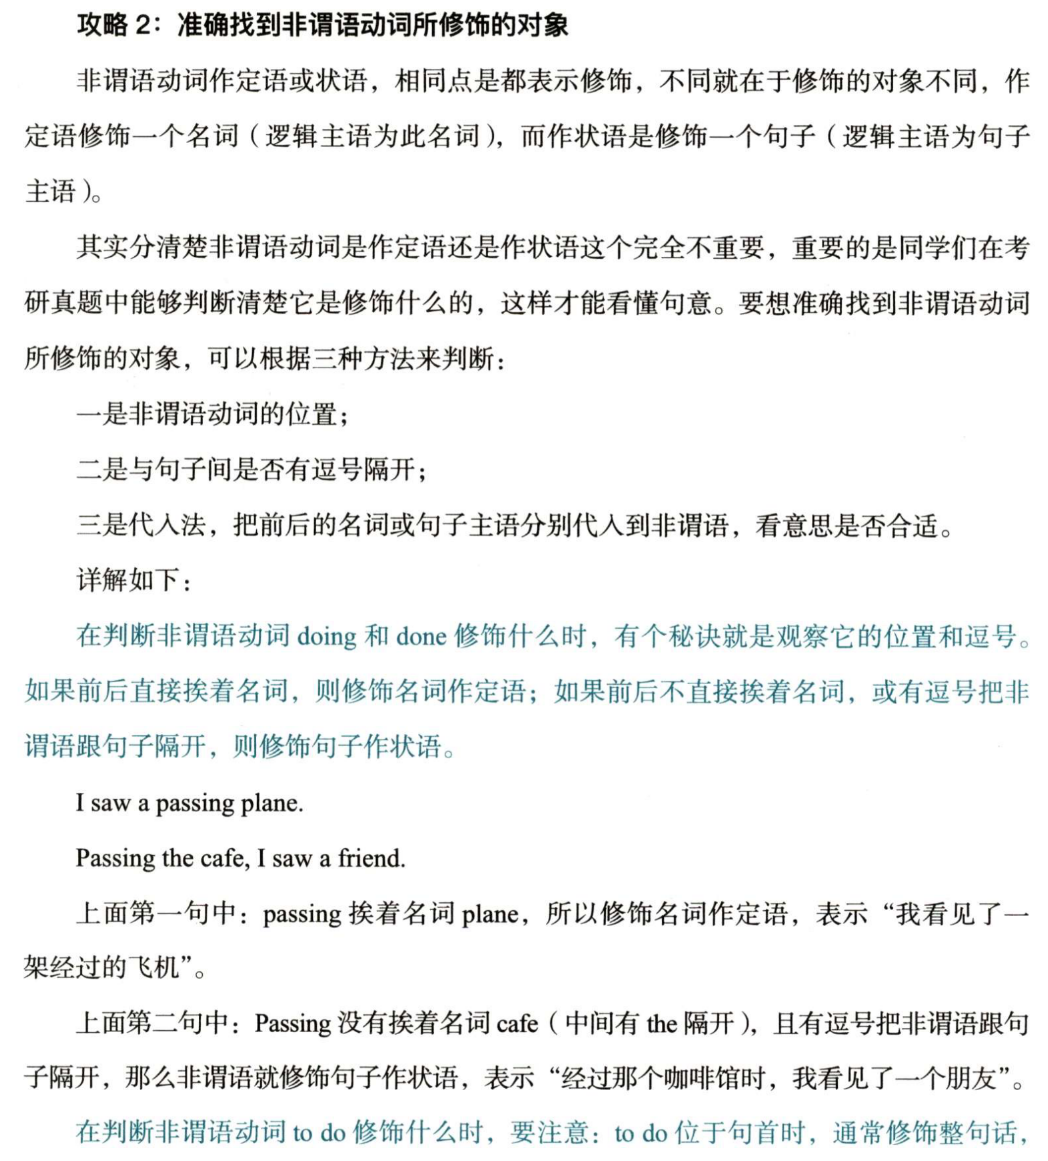 攻略 2：准确找到非谓语动词所修饰的对象
非谓语动词作定语或状语，相同点是都表示修饰，不同就在于修饰的对象不同，作
定语修饰一个名词（逻辑主语为此名词），而作状语是修饰一个句子（逻辑主语为句子
主语）。
其实分清楚非谓语动词是作定语还是作状语这个完全不重要，重要的是同学们在考
研真题中能够判断清楚它是修饰什么的，这样才能看懂句意。要想准确找到非谓语动词
所修饰的对象，可以根据三种方法来判断：
一是非谓语动词的位置；
二是与句子间是否有逗号隔开；
三是代入法，把前后的名词或句子主语分别代入到非谓语，看意思是否合适。
详解如下：
在判断非谓语动词 doing 和 done 修饰什么时，有个秘诀就是观察它的位置和逗号。
如果前后直接挨着名词，则修饰名词作定语；如果前后不直接挨着名词，或有逗号把非
谓语跟句子隔开，则修饰句子作状语。
I saw a passing plane.
Passing the cafe, I saw a friend.
上面第一句中：passing 挨着名词 plane，所以修饰名词作定语，表示“我看见了一
架经过的飞机”。
上面第二句中：Passing 没有挨着名词 cafe（中间有 the 隔开），且有逗号把非谓语跟句
子隔开，那么非谓语就修饰句子作状语，表示“经过那个咖啡馆时，我看见了一个朋友”。
在判断非谓语动词 to do 修饰什么时，要注意：to do 位于句首时，通常修饰整句话，